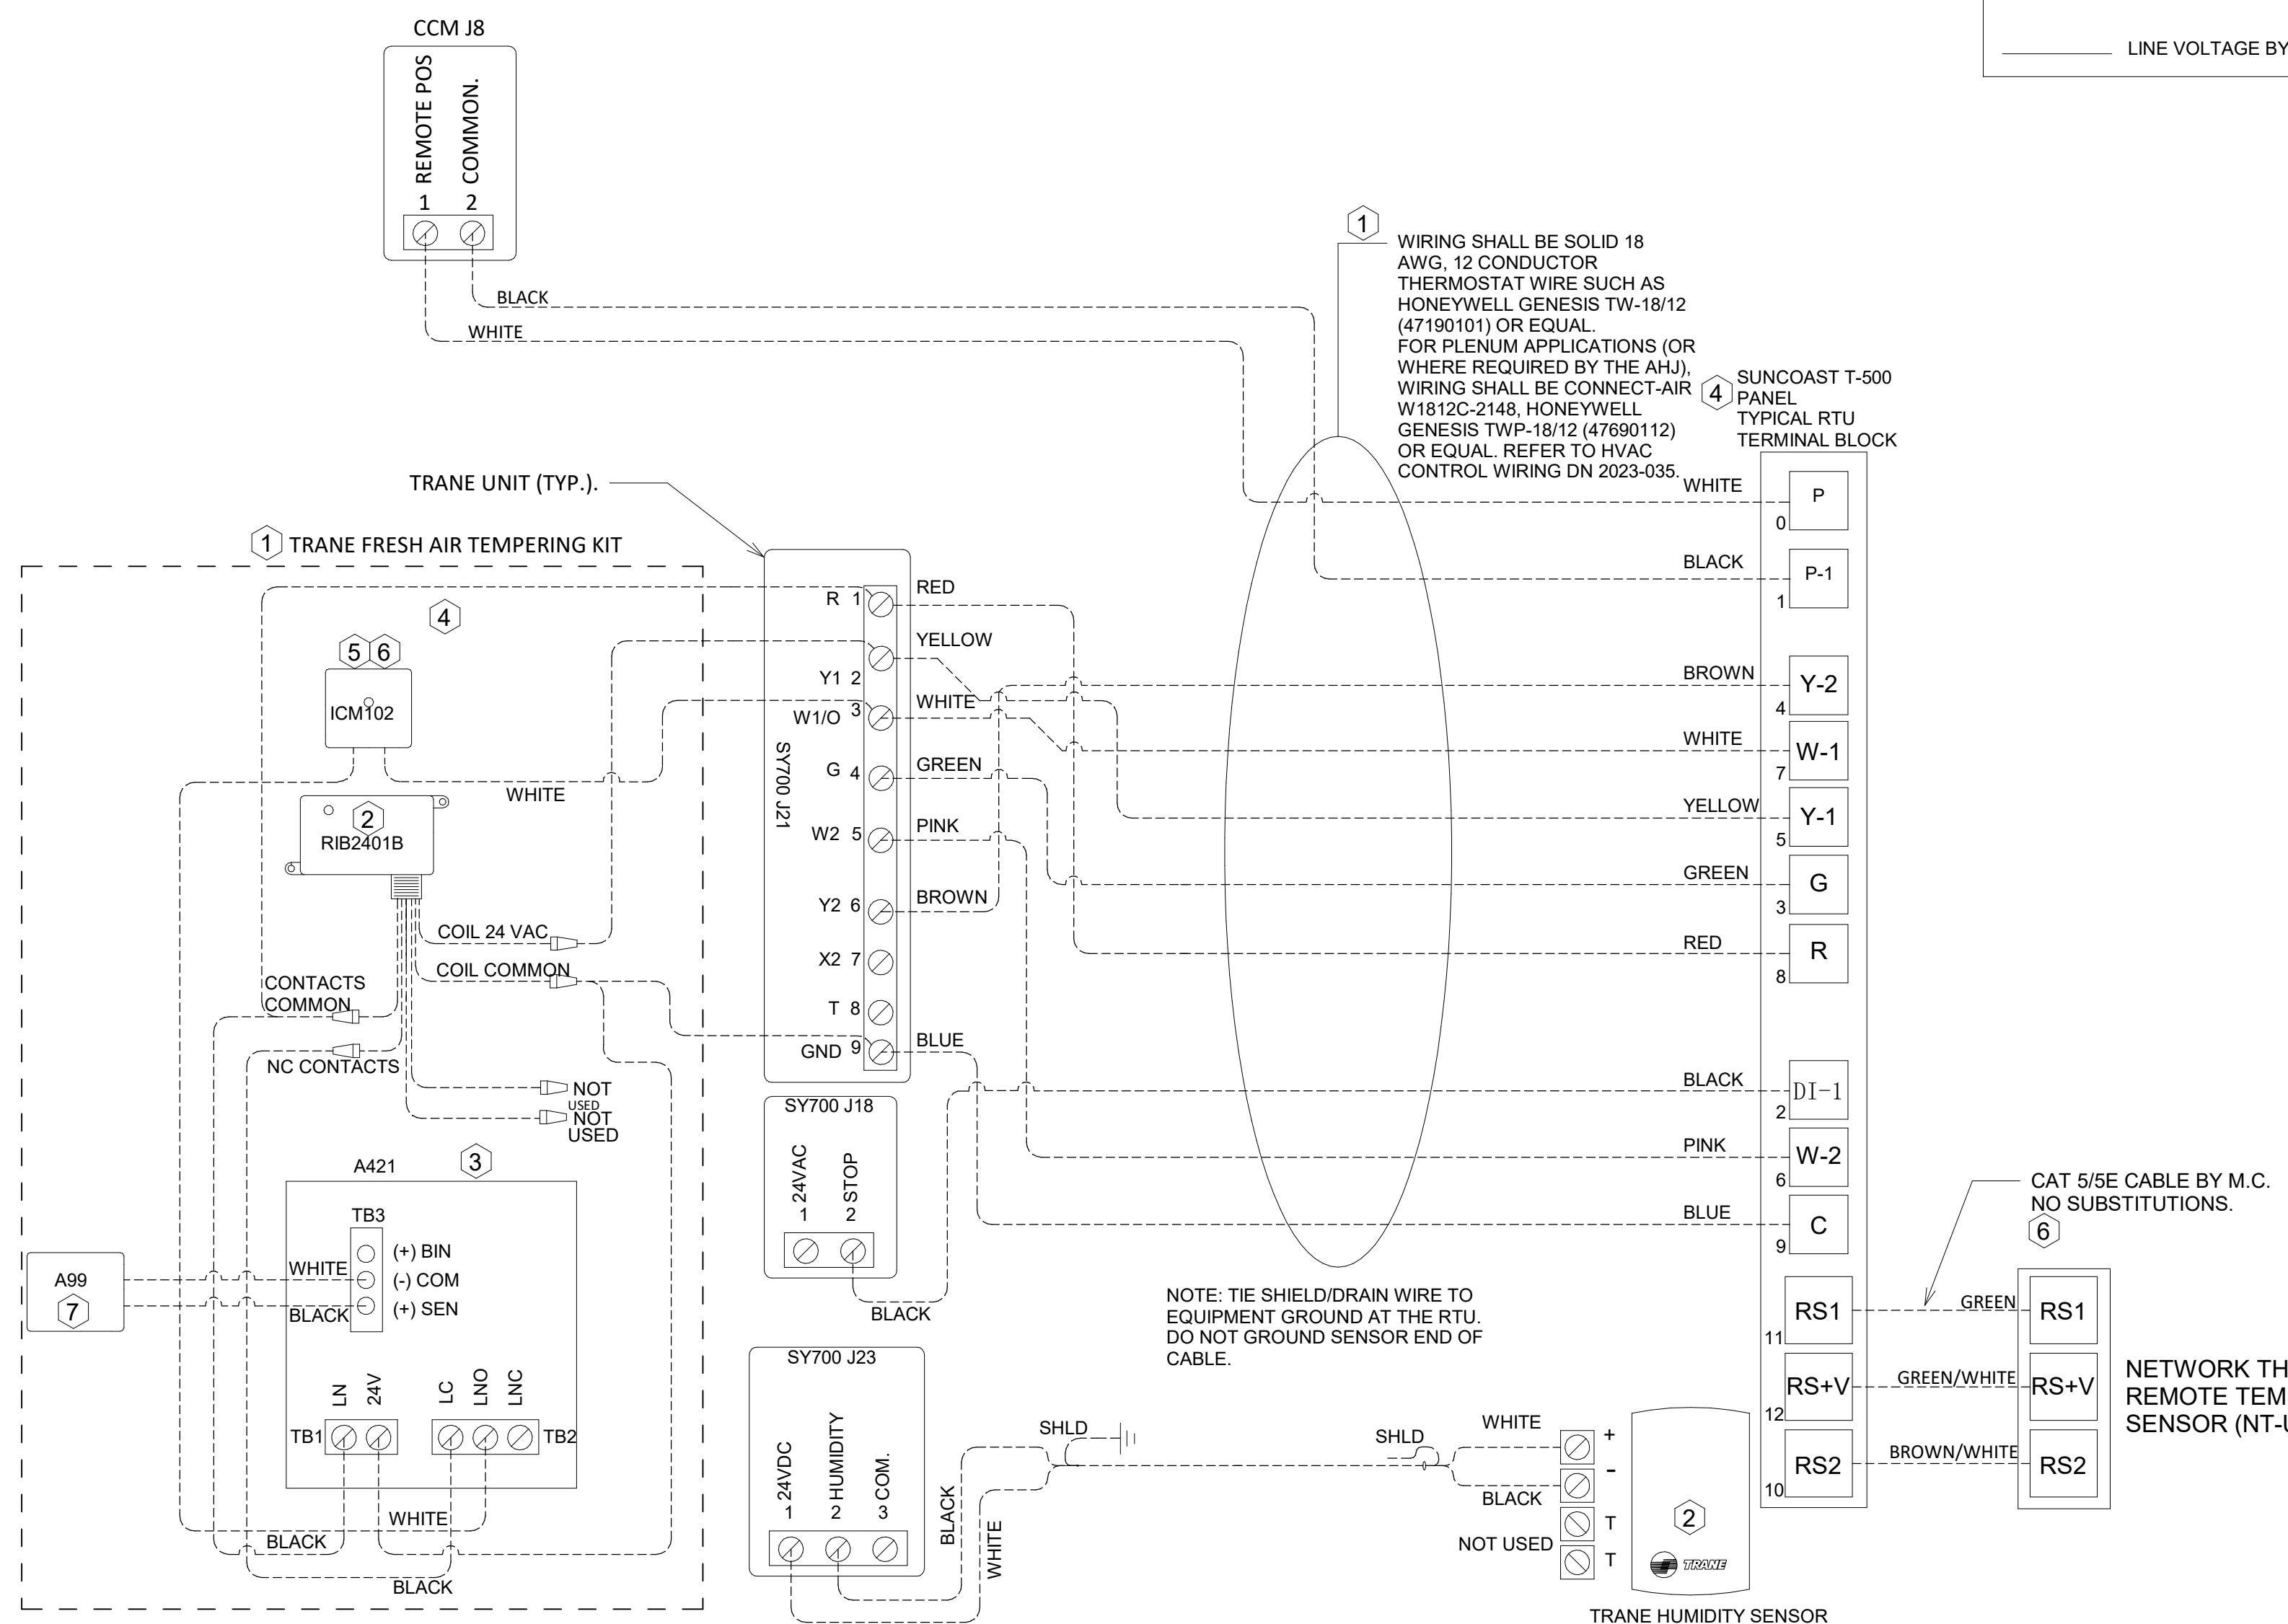 CCM J8
REMOTE POS
COMMON.
1
2
BLACK
WHITE
LINE VOLTAGE BY
1
WIRING SHALL BE SOLID 18
AWG, 12 CONDUCTOR
THERMOSTAT WIRE SUCH AS
HONEYWELL GENESIS TW-18/12
(47190101) OR EQUAL.
FOR PLENUM APPLICATIONS (OR
WHERE REQUIRED BY THE AHJ),
WIRING SHALL BE CONNECT-AIR
W1812C-2148, HONEYWELL
GENESIS TWP-18/12 (47690112)
OR EQUAL. REFER TO HVAC
CONTROL WIRING DN 2023-035.
4
SUNCOAST T-500
PANEL
TYPICAL RTU
TERMINAL BLOCK
TRANE UNIT (TYP.).
1 TRANE FRESH AIR TEMPERING KIT
4
5 6
ICM102
WHITE
2
RIB2401B
COIL 24 VAC
COIL COMMON
CONTACTS
COMMON
NC CONTACTS
NOT
USED
NOT
USED
A421
3
TB3
(+) BIN
(-) COM
(+) SEN
WHITE
BLACK
A99
7
LN
24V
LC
LNO
LNC
TB1
TB2
WHITE
BLACK
BLACK
SY700 J21
R 1
Y1 2
W1/O 3
G 4
W2 5
Y2 6
X2 7
T 8
GND 9
RED
YELLOW
WHITE
GREEN
PINK
BROWN
BLUE
SY700 J18
24VAC
STOP
1
2
BLACK
SY700 J23
24VDC
HUMIDITY
COM.
1
2
3
BLACK
WHITE
NOTE: TIE SHIELD/DRAIN WIRE TO
EQUIPMENT GROUND AT THE RTU.
DO NOT GROUND SENSOR END OF
CABLE.
SHLD
SHLD
WHITE
BLACK
NOT USED
+
-
T
T
2
TRANE
TRANE HUMIDITY SENSOR
WHITE P 0
BLACK P-1 1
BROWN Y-2 4
WHITE W-1 7
YELLOW Y-1 5
GREEN G 3
RED R 8
BLACK DI-1 2
PINK W-2 6
BLUE C 9
RS1 11
RS+V 12
RS2 10
GREEN
GREEN/WHITE
BROWN/WHITE
CAT 5/5E CABLE BY M.C.
NO SUBSTITUTIONS.
6
RS1
RS+V
RS2
NETWORK TH
REMOTE TEM
SENSOR (NT-